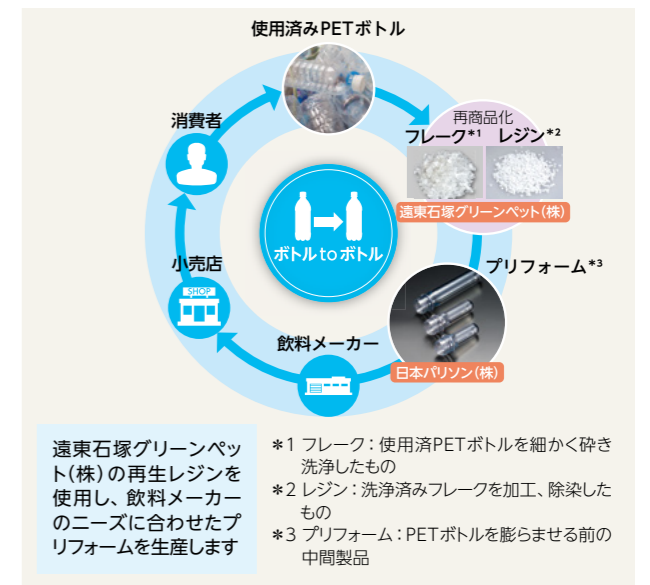 使用済みPETボトル
再商品化
フレーク*1 レジン*2
遠東石塚グリーンペット(株)
プリフォーム*3
日本パリソン(株)
飲料メーカー
小売店
SHOP
消費者
ボトルtoボトル
遠東石塚グリーンペッ
ト(株)の再生レジンを
使用し、飲料メーカー
のニーズに合わせたプ
リフォームを生産します
*1 フレーク：使用済PETボトルを細かく砕き
洗浄したもの
*2 レジン：洗浄済みフレークを加工、除染した
もの
*3 プリフォーム：PETボトルを膨らませる前の
中間製品